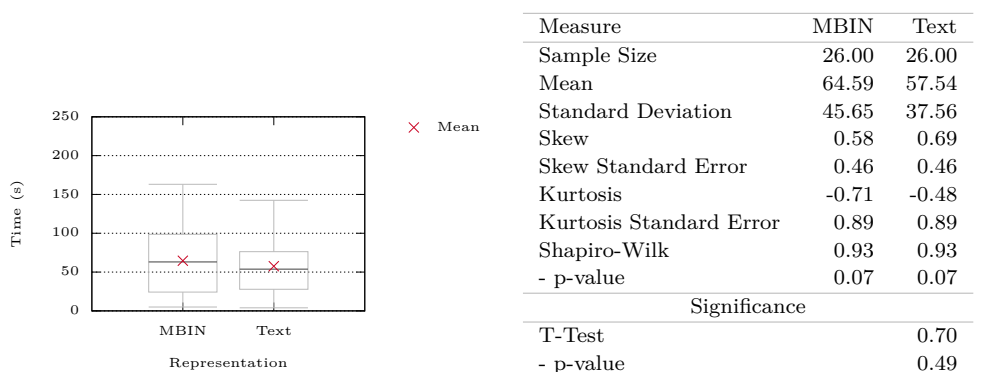 250
200
150
100
50
0
Time (s)
MBIN Text
Representation
Mean
Measure MBIN Text
Sample Size 26.00 26.00
Mean 64.59 57.54
Standard Deviation 45.65 37.56
Skew 0.58 0.69
Skew Standard Error 0.46 0.46
Kurtosis -0.71 -0.48
Kurtosis Standard Error 0.89 0.89
Shapiro-Wilk 0.93 0.93
- p-value 0.07 0.07
Significance
T-Test 0.70
- p-value 0.49